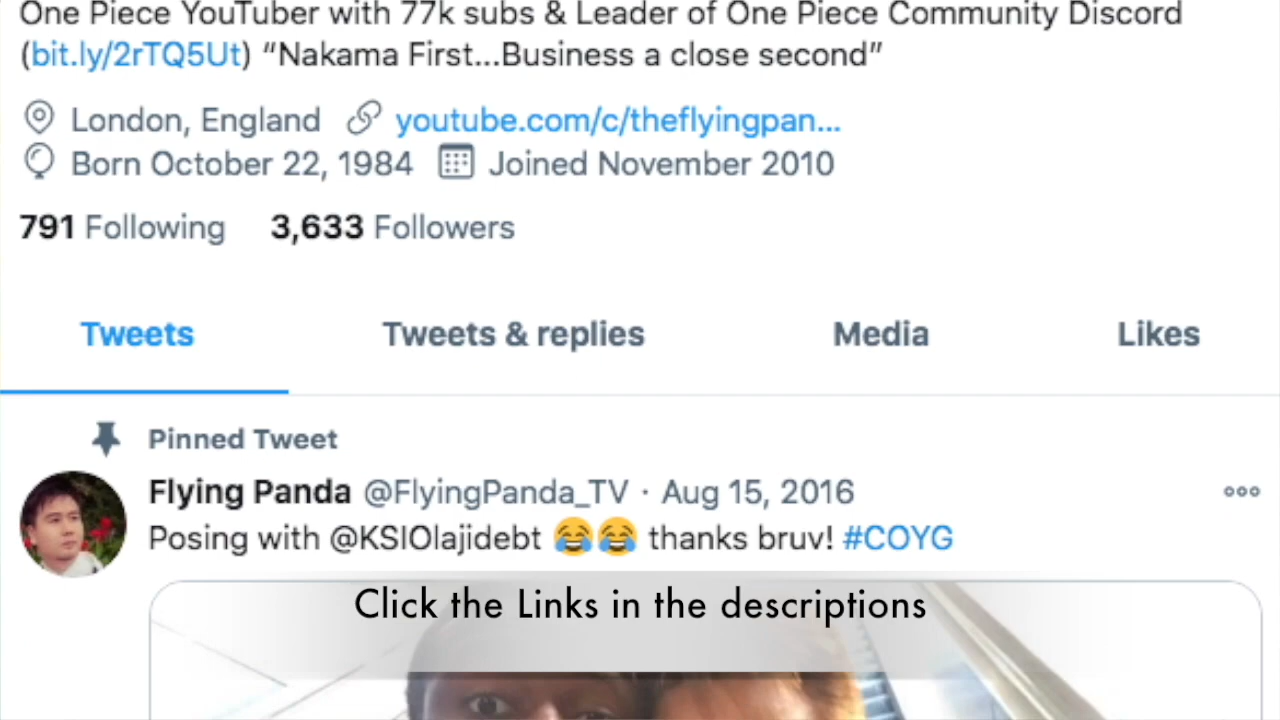 One Piece YouTuber with 77k subs & Leader of One Piece Community Discord
(bit.ly/2rTQ5Ut) “Nakama First...Business a close second”
London, England youtube.com/c/theflyingpan...
Born October 22, 1984 Joined November 2010
791 Following 3,633 Followers
Tweets Tweets & replies Media Likes
Pinned Tweet
Flying Panda @FlyingPanda_TV · Aug 15, 2016
Posing with @KSIOlajidebt 😂😂 thanks bruv! #COYG
Click the Links in the descriptions